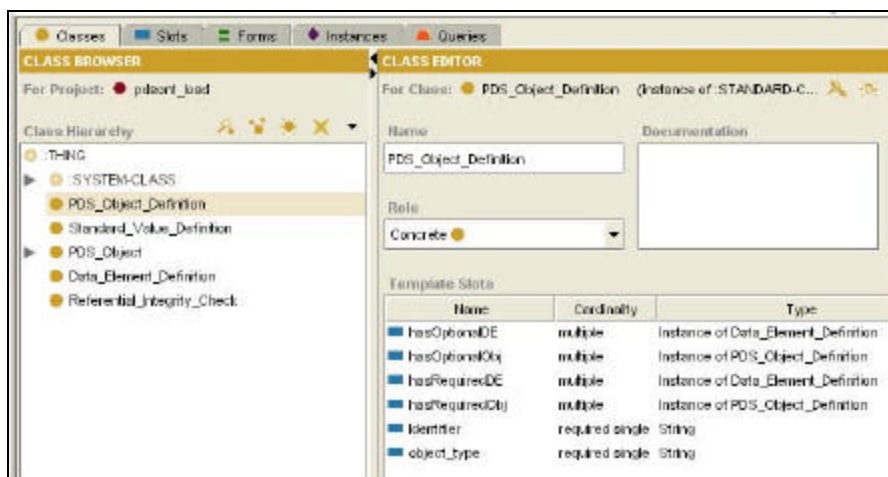 Classes Slots Forms Instances Queries
CLASS BROWSER
For Project: pdsont_load
Class Hierarchy
:THING
:SYSTEM-CLASS
PDS_Object_Definition
Standard_Value_Definition
PDS_Object
Data_Element_Definition
Referential_Integrity_Check
CLASS EDITOR
For Class: PDS_Object_Definition (instance of :STANDARD-C...
Name Documentation
PDS_Object_Definition
Role
Concrete
Template Slots
Name Cardinality Type
hasOptionalDE multiple Instance of Data_Element_Definition
hasOptionalObj multiple Instance of PDS_Object_Definition
hasRequiredDE multiple Instance of Data_Element_Definition
hasRequiredObj multiple Instance of PDS_Object_Definition
identifier required single String
object_type required single String